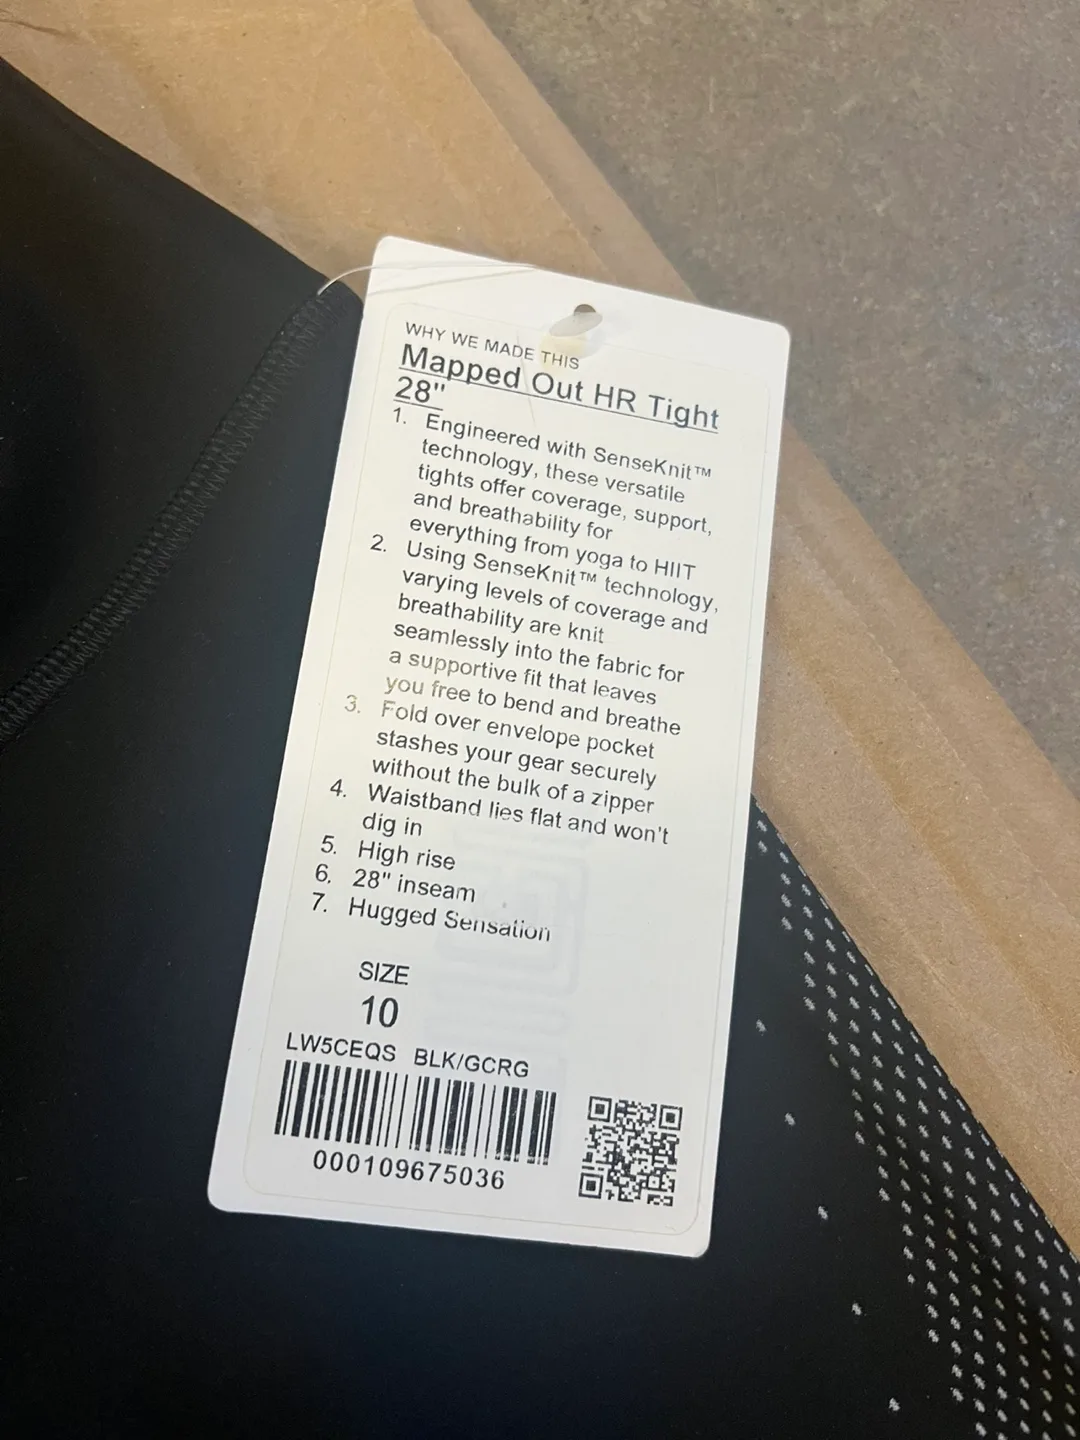 WHY WE MADE THIS
Mapped Out HR Tight
28"
1. Engineered with SenseKnit™
technology, these versatile
tights offer coverage, support,
and breathability for
everything from yoga to HIIT
2. Using SenseKnit™ technology,
varying levels of coverage and
breathability are knit
seamlessly into the fabric for
a supportive fit that leaves
you free to bend and breathe
3. Fold over envelope pocket
stashes your gear securely
without the bulk of a zipper
4. Waistband lies flat and won't
dig in
5. High rise
6. 28" inseam
7. Hugged Sensation
SIZE
10
LW5CEQS BLK/GCRG
000109675036